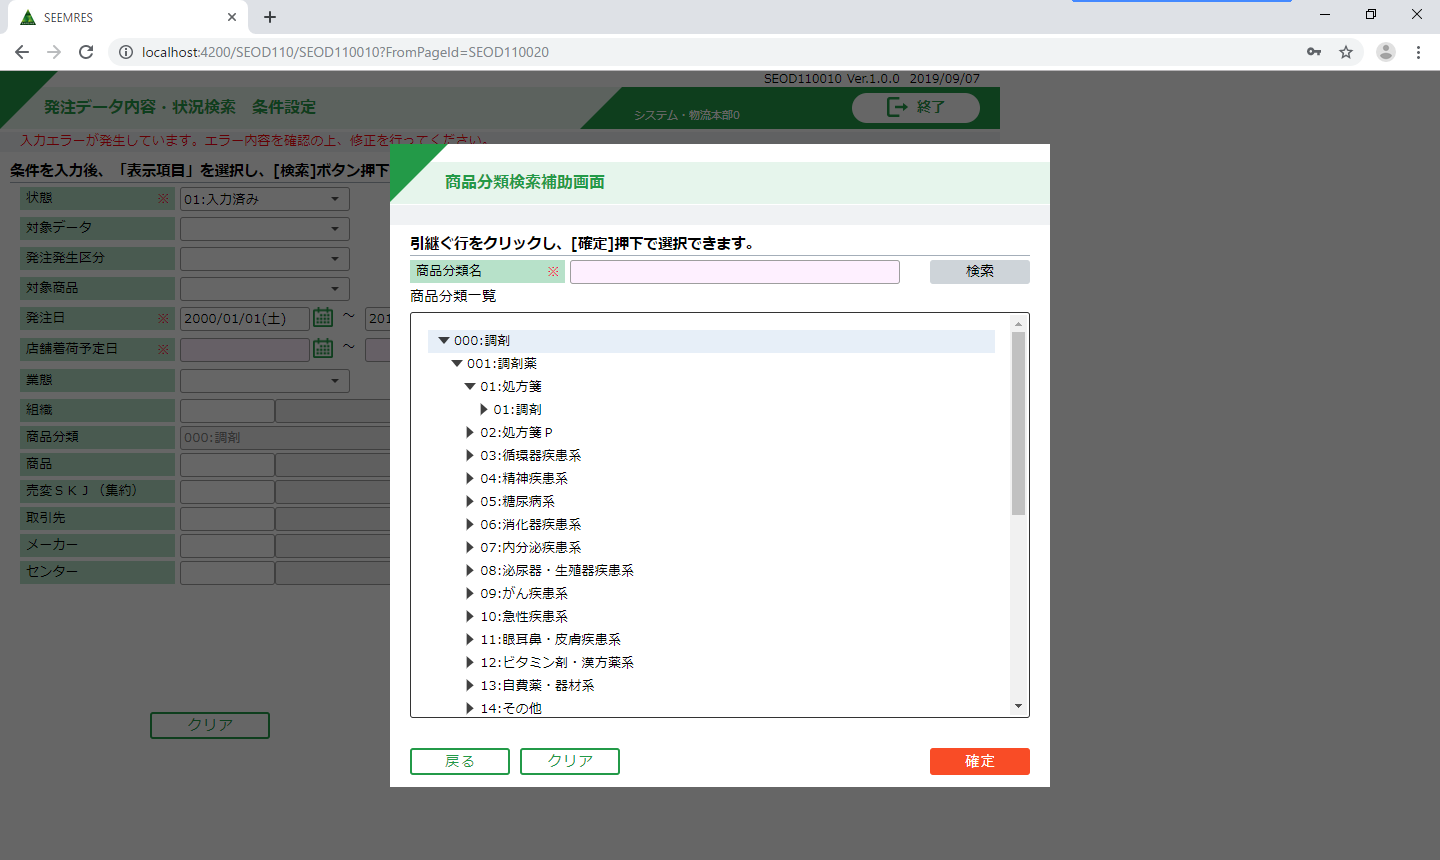 SEEMRES
localhost:4200/SEOD110/SEOD110010?FromPageId=SEOD110020
SEOD110010 Ver.1.0.0 2019/09/07
発注データ内容・状況検索 条件設定
システム・物流本部0
終了
入力エラーが発生しています。エラー内容を確認の上、修正を行ってください。
条件を入力後、「表示項目」を選択し、[検索]ボタン押下
状態 ※ 01:入力済み
対象データ
発注発生区分
対象商品
発注日 ※ 2000/01/01(土) ～ 201
店舗着荷予定日 ※ ～
業態
組織
商品分類 000:調剤
商品
売変ＳＫＪ（集約）
取引先
メーカー
センター
クリア
商品分類検索補助画面
引継ぐ行をクリックし、[確定]押下で選択できます。
商品分類名 ※ 検索
商品分類一覧
000:調剤
001:調剤薬
01:処方箋
01:調剤
02:処方箋Ｐ
03:循環器疾患系
04:精神疾患系
05:糖尿病系
06:消化器疾患系
07:内分泌疾患系
08:泌尿器・生殖器疾患系
09:がん疾患系
10:急性疾患系
11:眼耳鼻・皮膚疾患系
12:ビタミン剤・漢方薬系
13:自費薬・器材系
14:その他
戻る クリア 確定